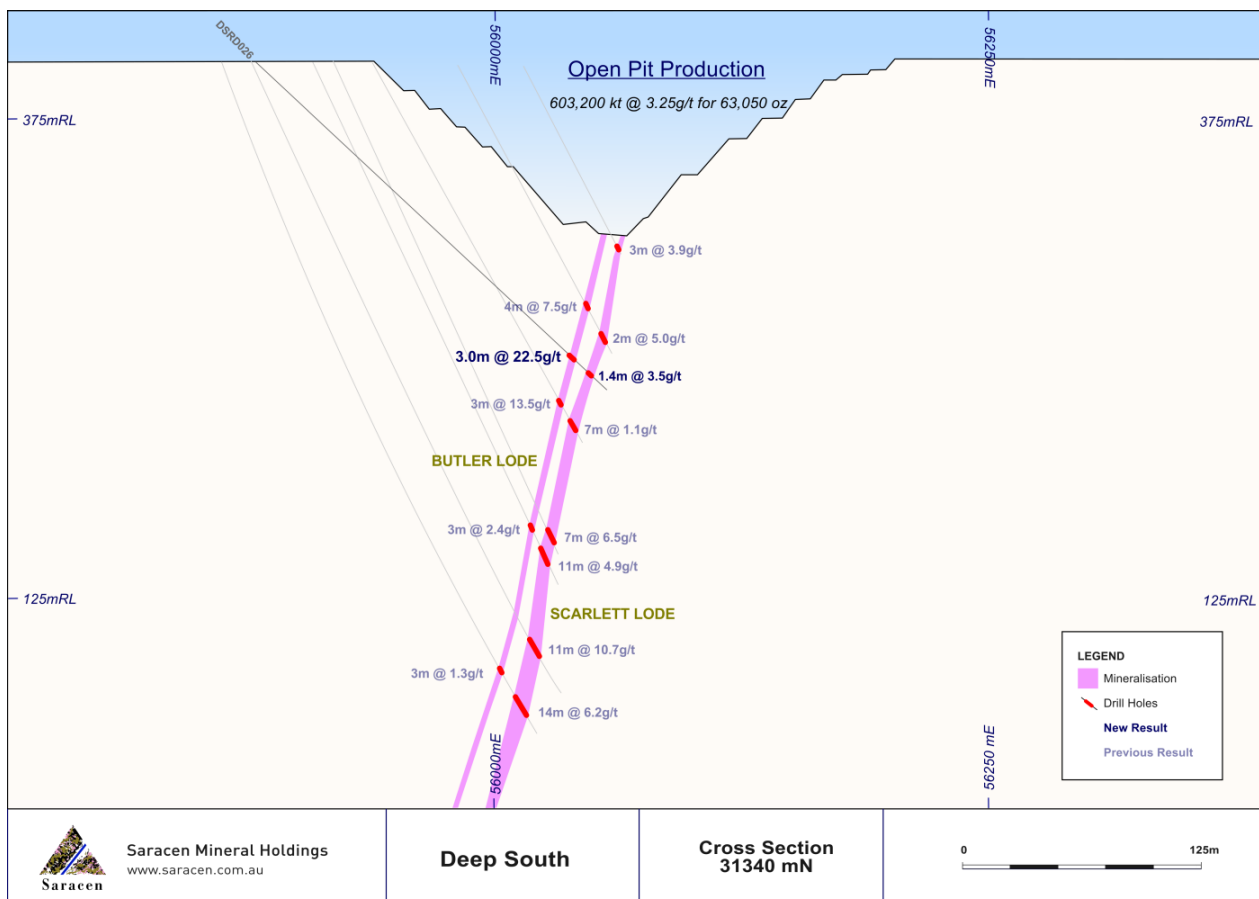 DSRD026
56000mE
56250mE
Open Pit Production
603,200 kt @ 3.25g/t for 63,050 oz
375mRL
375mRL
3m @ 3.9g/t
4m @ 7.5g/t
2m @ 5.0g/t
3.0m @ 22.5g/t
1.4m @ 3.5g/t
3m @ 13.5g/t
7m @ 1.1g/t
BUTLER LODE
3m @ 2.4g/t
7m @ 6.5g/t
11m @ 4.9g/t
125mRL
125mRL
SCARLETT LODE
11m @ 10.7g/t
3m @ 1.3g/t
14m @ 6.2g/t
LEGEND
Mineralisation
Drill Holes
New Result
Previous Result
56000mE
56250 mE
Saracen
Saracen Mineral Holdings
www.saracen.com.au
Deep South
Cross Section
31340 mN
0
125m